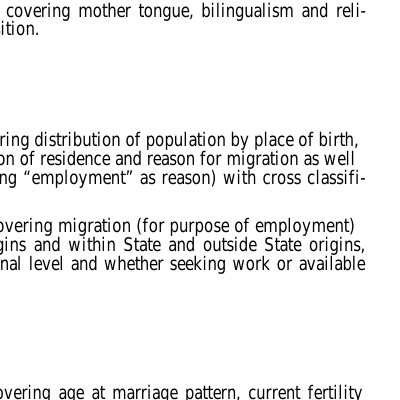 covering mother tongue, bilingualism and reli-
ition.
ring distribution of population by place of birth,
on of residence and reason for migration as well
ng “employment” as reason) with cross classifi-
overing migration (for purpose of employment)
gins and within State and outside State origins,
nal level and whether seeking work or available
overing age at marriage pattern, current fertility